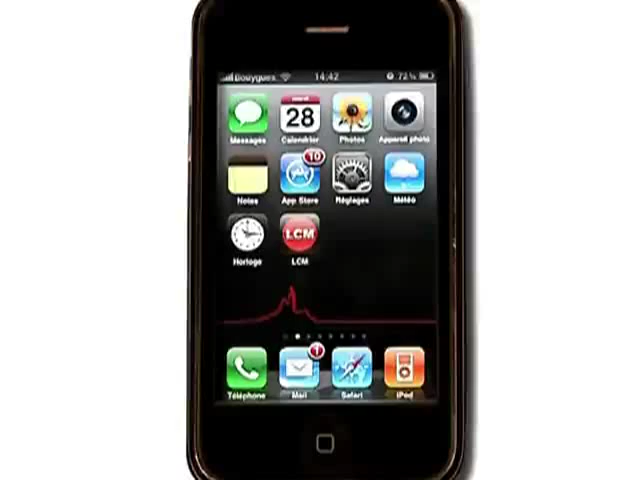 Bouygues 14:42 72 %
28
Messages Calendrier Photos Appareil photo
10
Notes App Store Réglages Météo
LCM
Horloge LCM
1
Téléphone Mail Safari iPod